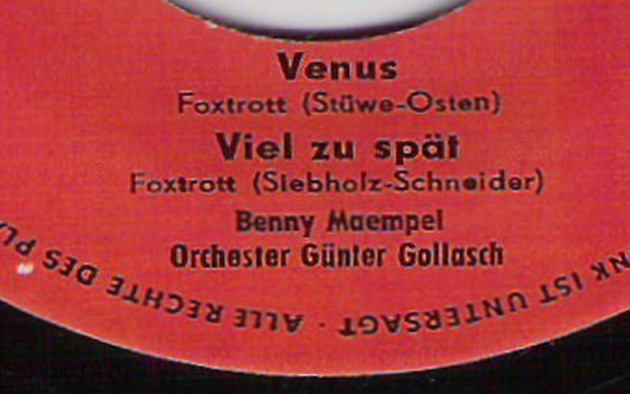 Venus
Foxtrott (Stüwe-Osten)
Viel zu spät
Foxtrott (Siebholz-Schneider)
Benny Maempel
Orchester Günter Gollasch
IST UNTERSAGT · ALLE RECHTE DES